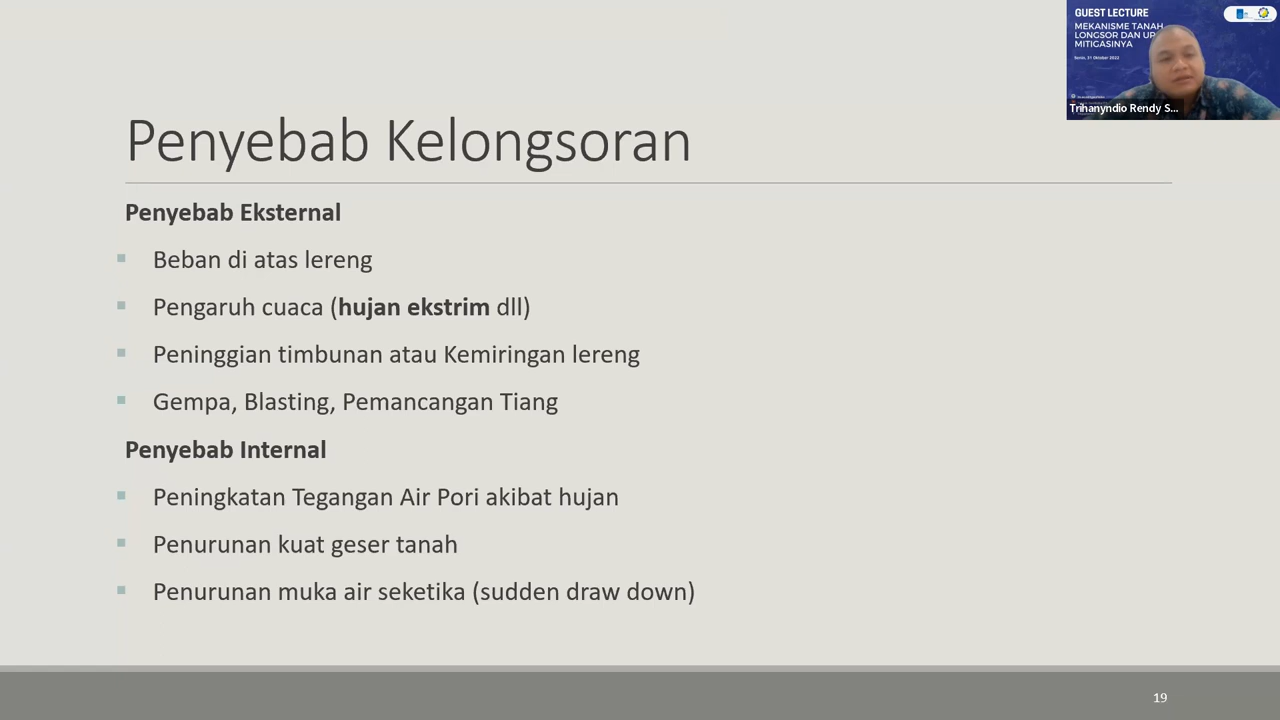 GUEST LECTURE
MEKANISME TANAH
LONGSOR DAN UP
MITIGASINYA
Senin, 31 Oktober 2022
Trihanyndio Rendy S...
Penyebab Kelongsoran
Penyebab Eksternal
Beban di atas lereng
Pengaruh cuaca (hujan ekstrim dll)
Peninggian timbunan atau Kemiringan lereng
Gempa, Blasting, Pemancangan Tiang
Penyebab Internal
Peningkatan Tegangan Air Pori akibat hujan
Penurunan kuat geser tanah
Penurunan muka air seketika (sudden draw down)
19